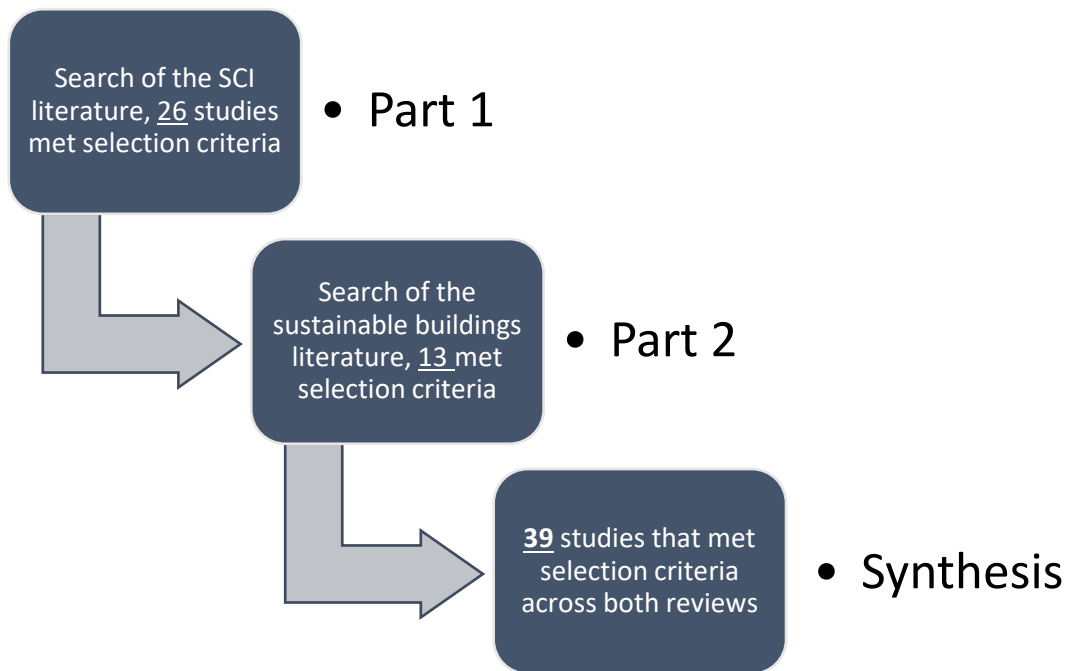 Search of the SCI
literature, 26 studies
met selection criteria
• Part 1
Search of the
sustainable buildings
literature, 13 met
selection criteria
• Part 2
39 studies that met
selection criteria
across both reviews
• Synthesis